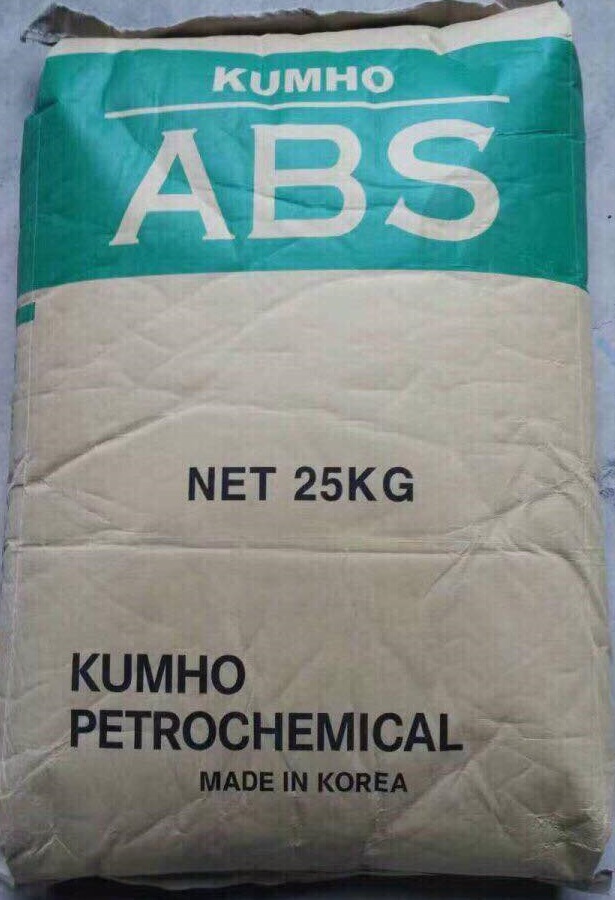 KUMHO
ABS
NET 25KG
KUMHO
PETROCHEMICAL
MADE IN KOREA